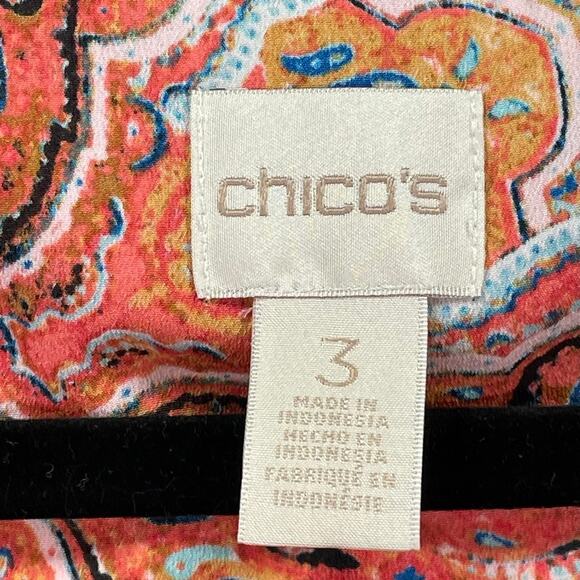 chico's
3
MADE IN
INDONESIA
HECHO EN
INDONESIA
FABRIQUÉ EN
INDONÉSIE